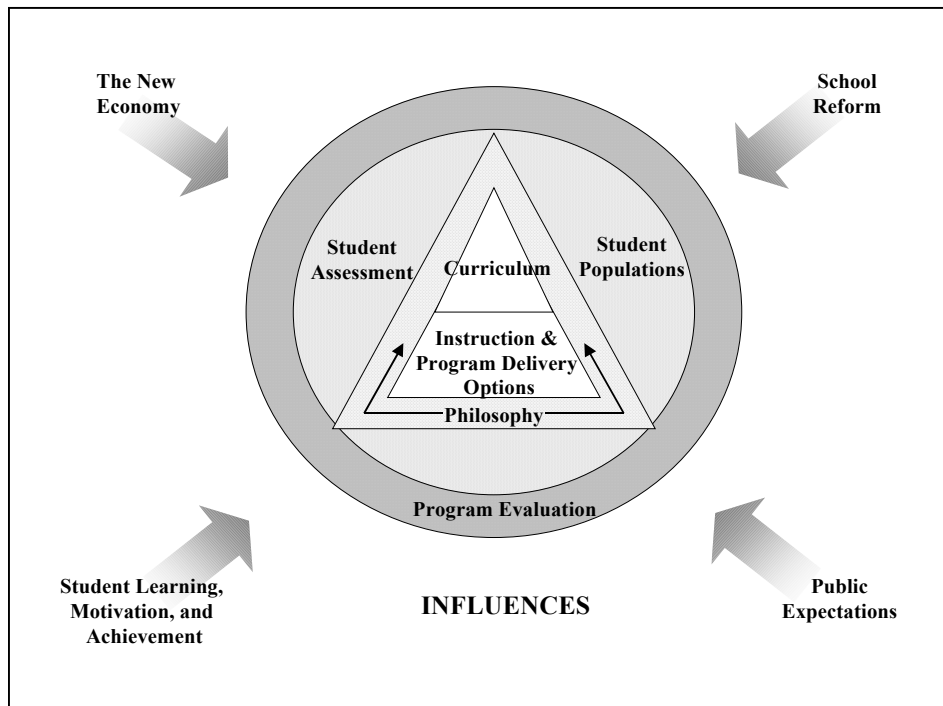 The New
Economy
School
Reform
Student
Assessment
Student
Populations
Curriculum
Instruction &
Program Delivery
Options
Philosophy
Program Evaluation
Student Learning,
Motivation, and
Achievement
INFLUENCES
Public
Expectations